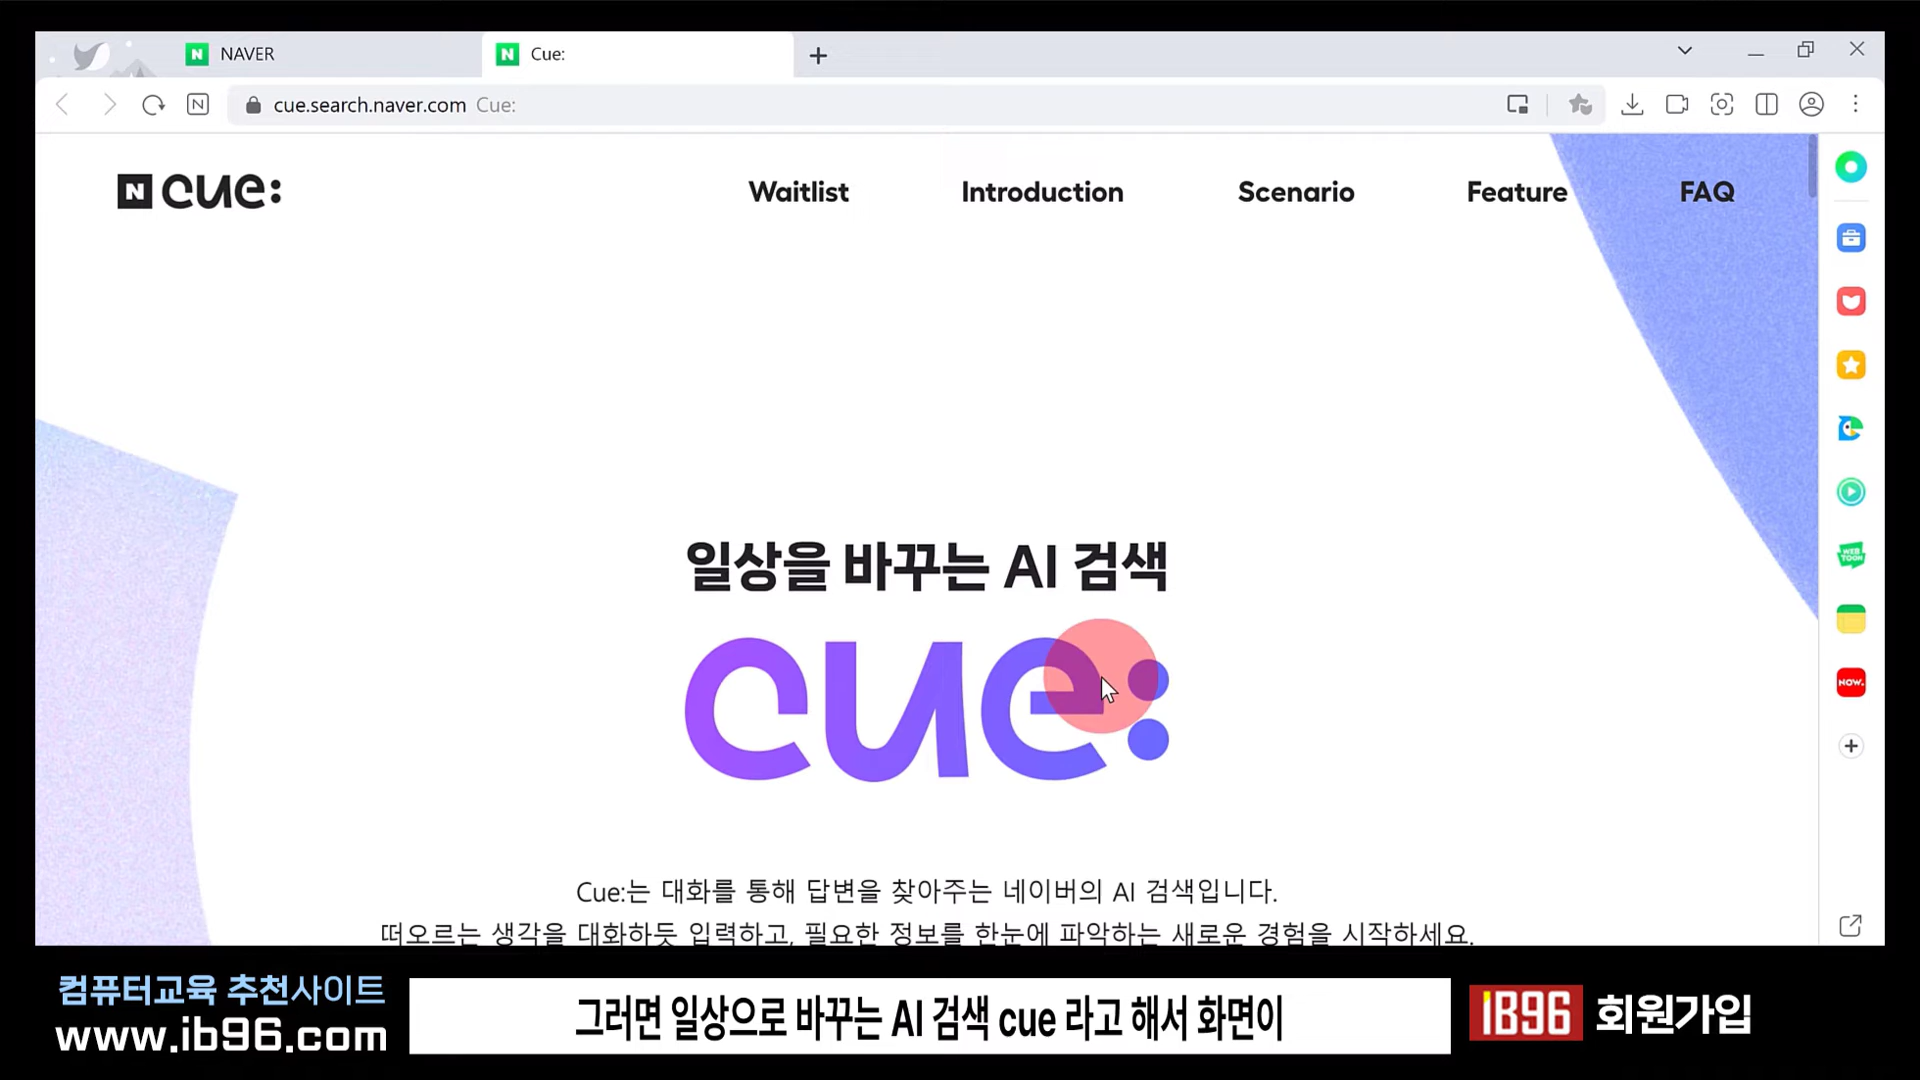 NAVER
Cue:
cue.search.naver.com Cue:
N cue:
Waitlist
Introduction
Scenario
Feature
FAQ
일상을 바꾸는 AI 검색
cue:
Cue:는 대화를 통해 답변을 찾아주는 네이버의 AI 검색입니다.
떠오르는 생각을 대화하듯 입력하고, 필요한 정보를 한눈에 파악하는 새로운 경험을 시작하세요.
WEB
TOON
NOW.
컴퓨터교육 추천사이트
www.ib96.com
그러면 일상으로 바꾸는 AI 검색 cue 라고 해서 화면이
IB96 회원가입